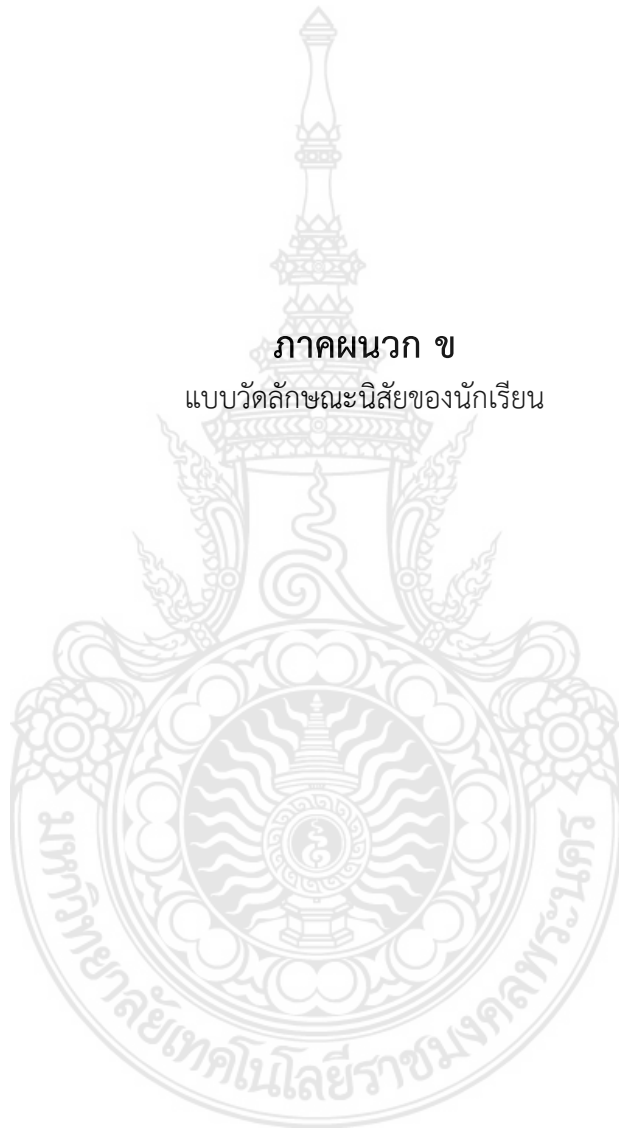 ภาคผนวก ข
แบบวัดลักษณะนิสัยของนักเรียน
มหาวิทยาลัยเทคโนโลยีราชมงคลพระนคร